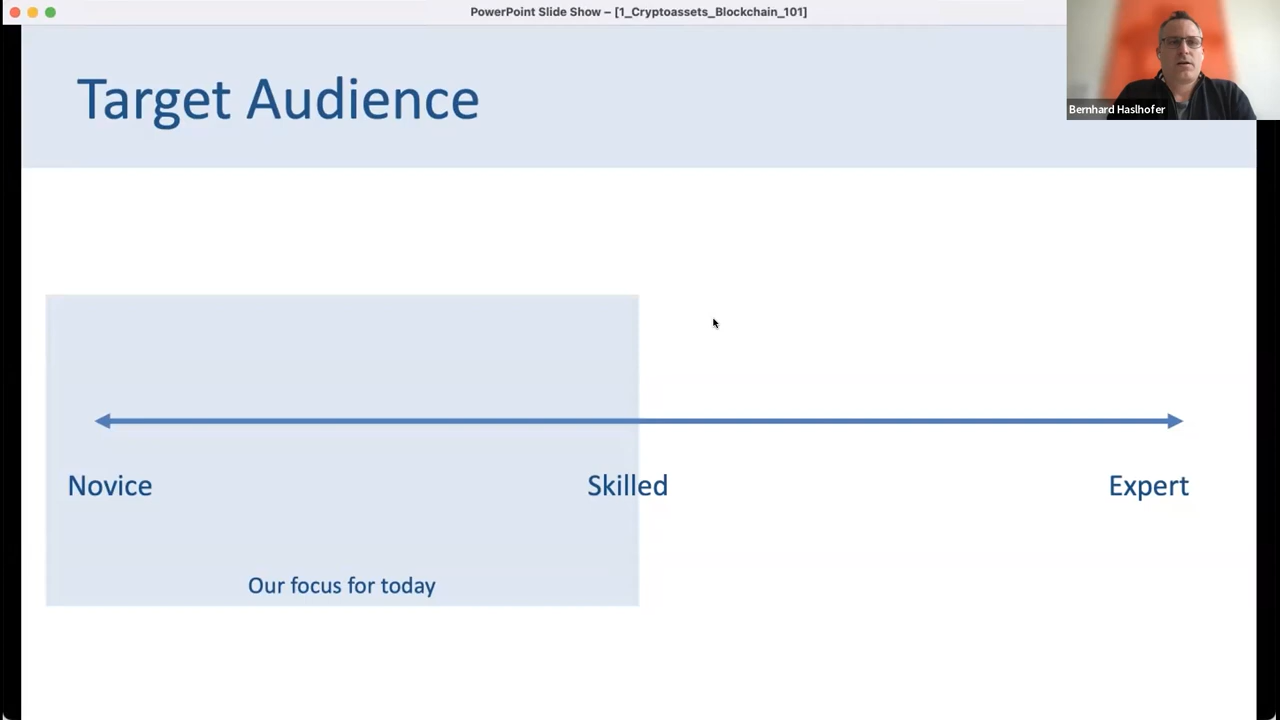 PowerPoint Slide Show – [1_Cryptoassets_Blockchain_101]
Bernhard Haslhofer
Target Audience
Novice
Skilled
Expert
Our focus for today